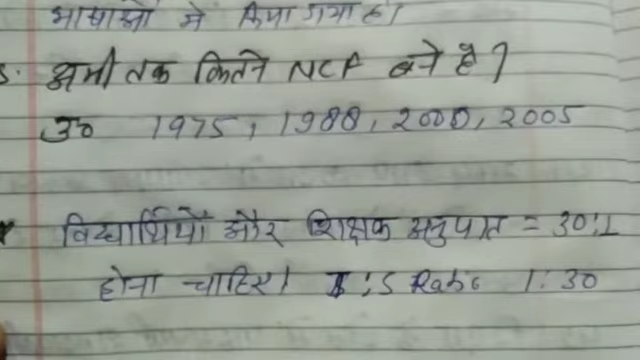 भाषाओं में किया गया है।
अभी तक कितने NCF बने है?
उ० 1975, 1988, 2000, 2005
विद्यार्थियों और शिक्षक अनुपात = 30:1
होना चाहिए। T:S Ratio 1:30